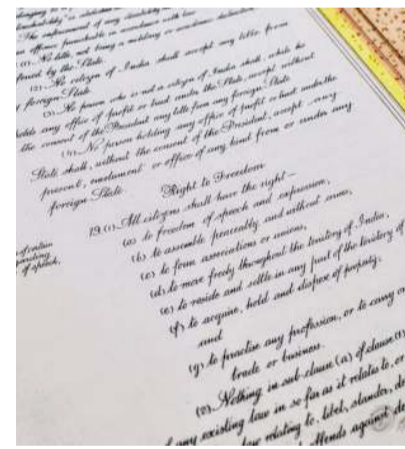 The enforcement of any disability
an offence punishable in accordance with law.
(1). No title, not being a military or academic distinction,
ferred by the State.
(2). No citizen of India shall accept any title from
foreign State.
(3). No person who is not a citizen of India shall, while he
holds any office of profit or trust under the State, accept without
the consent of the President any title from any foreign State.
(4). No person holding any office of profit or trust under the
State shall, without the consent of the President, accept any
present, emolument or office of any kind from or under any
foreign State.
Right to Freedom
19. (1). All citizens shall have the right —
of certain
regarding
of speech,
(a) to freedom of speech and expression,
(b) to assemble peaceably and without arms,
(c) to form associations or unions,
(d) to move freely throughout the territory of India,
(e) to reside and settle in any part of the territory of
(f) to acquire, hold and dispose of property;
and
(g) to practise any profession, or to carry on
trade or business.
(2). Nothing in sub-clause (a) of clause (1)
any existing law in so far as it relates to, or
law relating to, libel, slander, de
offends against de